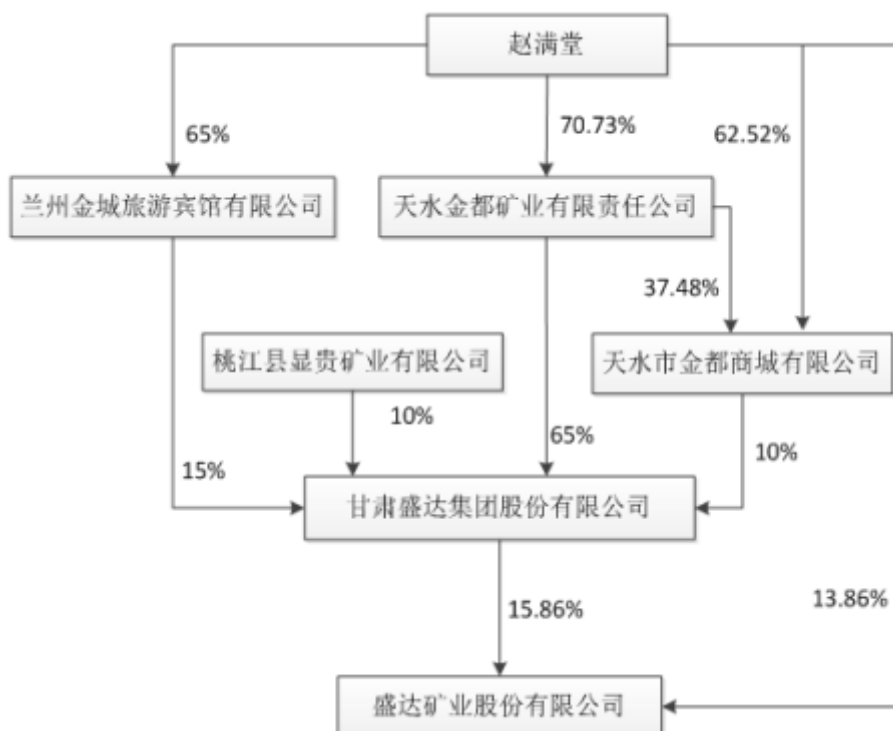 赵满堂
65%
70.73%
62.52%
兰州金城旅游宾馆有限公司
天水金都矿业有限责任公司
37.48%
桃江县显贵矿业有限公司
天水市金都商城有限公司
10%
65%
10%
15%
甘肃盛达集团股份有限公司
15.86%
13.86%
盛达矿业股份有限公司